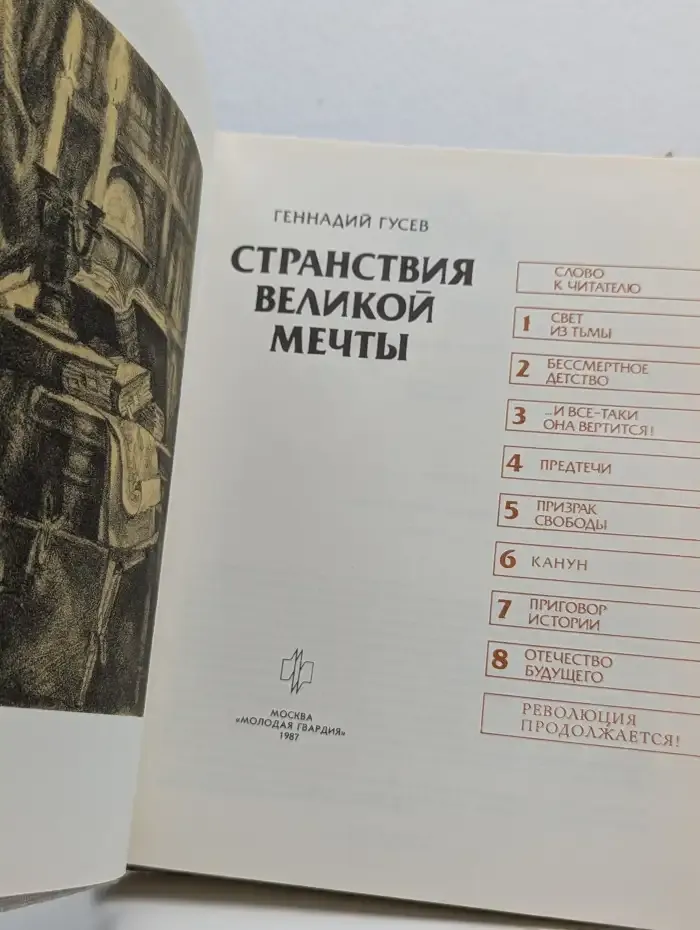 ГЕННАДИЙ ГУСЕВ
СТРАНСТВИЯ
ВЕЛИКОЙ
МЕЧТЫ
МОСКВА
«МОЛОДАЯ ГВАРДИЯ»
1987
СЛОВО
К ЧИТАТЕЛЮ
1 СВЕТ
ИЗ ТЬМЫ
2 БЕССМЕРТНОЕ
ДЕТСТВО
3 ...И ВСЕ-ТАКИ
ОНА ВЕРТИТСЯ!
4 ПРЕДТЕЧИ
5 ПРИЗРАК
СВОБОДЫ
6 КАНУН
7 ПРИГОВОР
ИСТОРИИ
8 ОТЕЧЕСТВО
БУДУЩЕГО
РЕВОЛЮЦИЯ
ПРОДОЛЖАЕТСЯ!